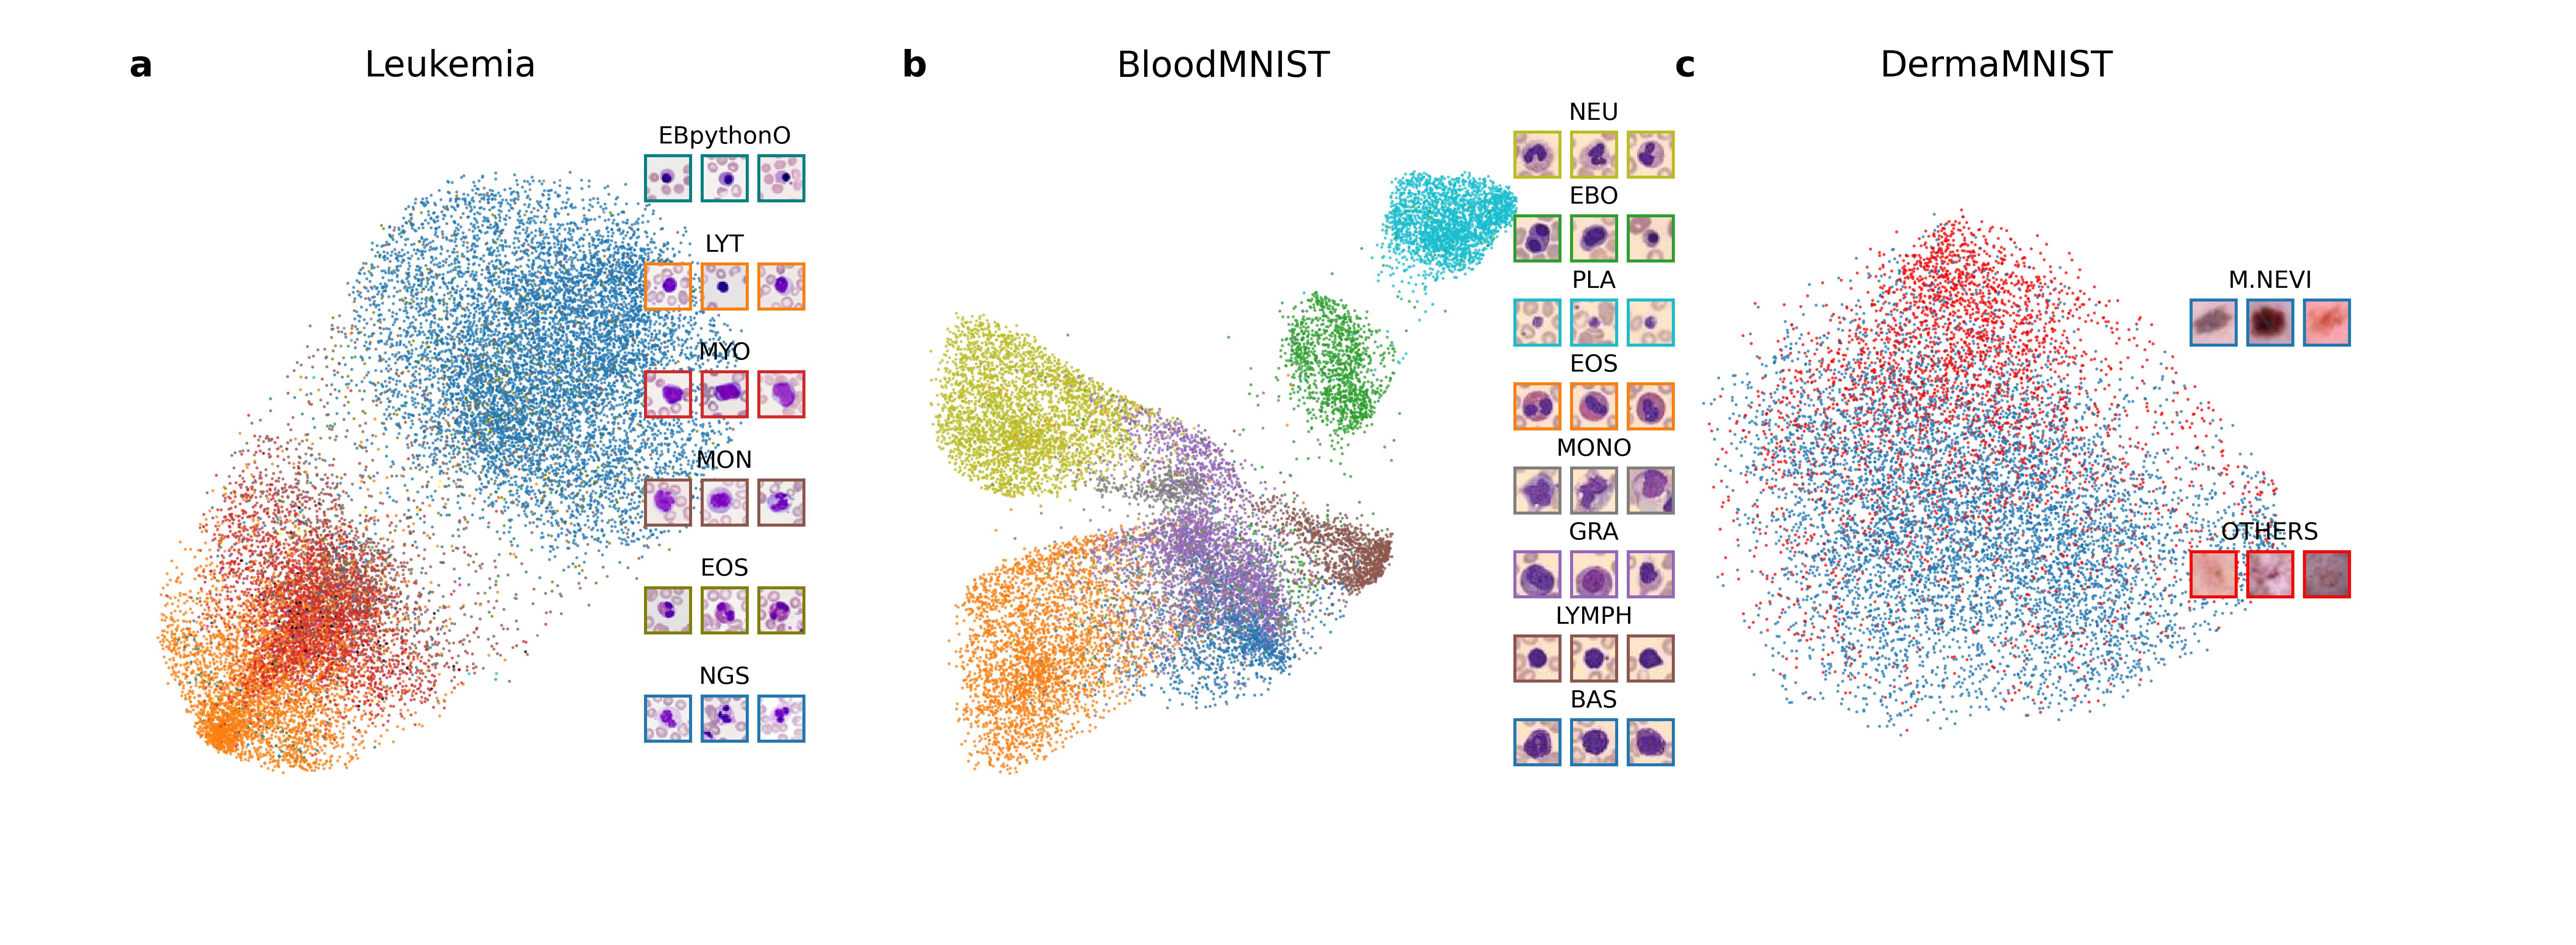 a Leukemia
EBpythonO
LYT
MYO
MON
EOS
NGS
b BloodMNIST
NEU
EBO
PLA
EOS
MONO
GRA
LYMPH
BAS
c DermaMNIST
M.NEVI
OTHERS